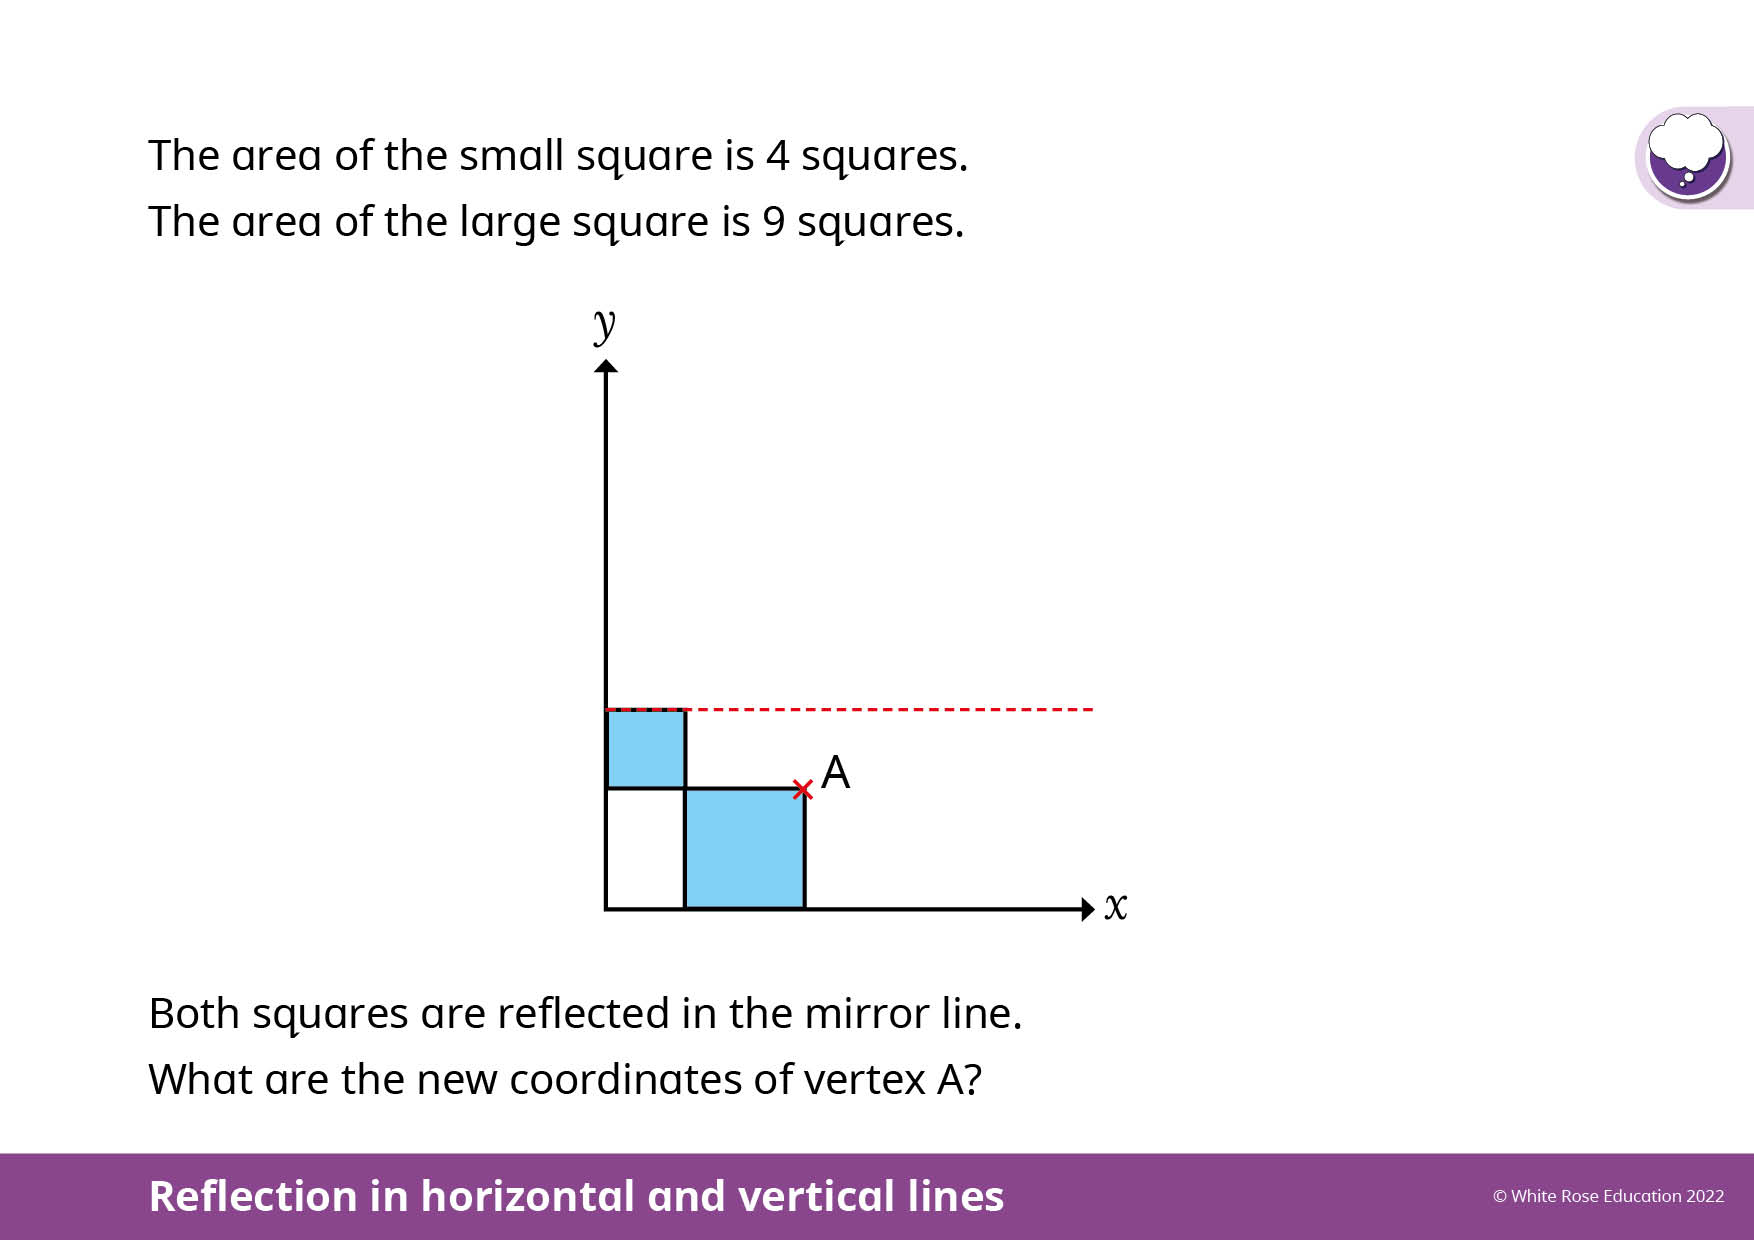 The area of the small square is 4 squares.
The area of the large square is 9 squares.
y
A
x
Both squares are reflected in the mirror line.
What are the new coordinates of vertex A?
Reflection in horizontal and vertical lines
© White Rose Education 2022